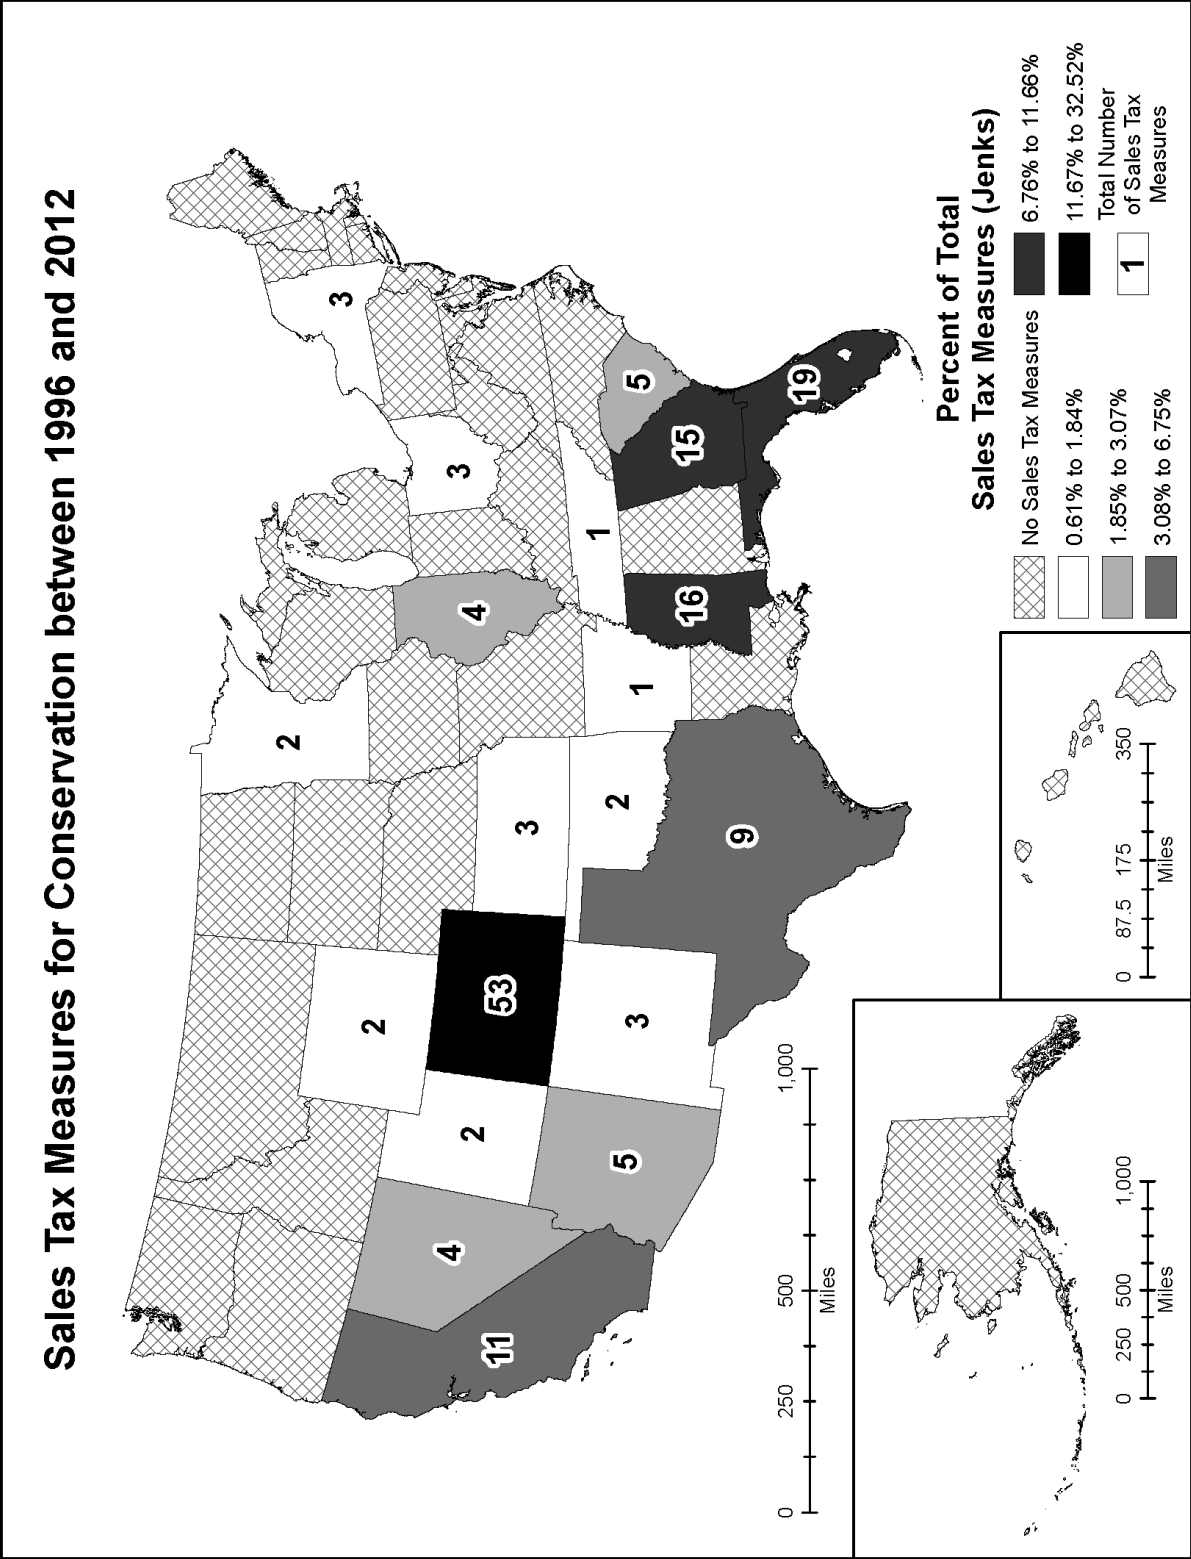 Sales Tax Measures for Conservation between 1996 and 2012
2
3
2
4
3
3
2
53
3
4
2
1
5
11
5
3
2
1
16
15
9
19
0 250 500 1,000
Miles
0 250 500 1,000
Miles
0 87.5 175 350
Miles
Percent of Total
Sales Tax Measures (Jenks)
No Sales Tax Measures
0.61% to 1.84%
1.85% to 3.07%
3.08% to 6.75%
6.76% to 11.66%
11.67% to 32.52%
1
Total Number
of Sales Tax
Measures